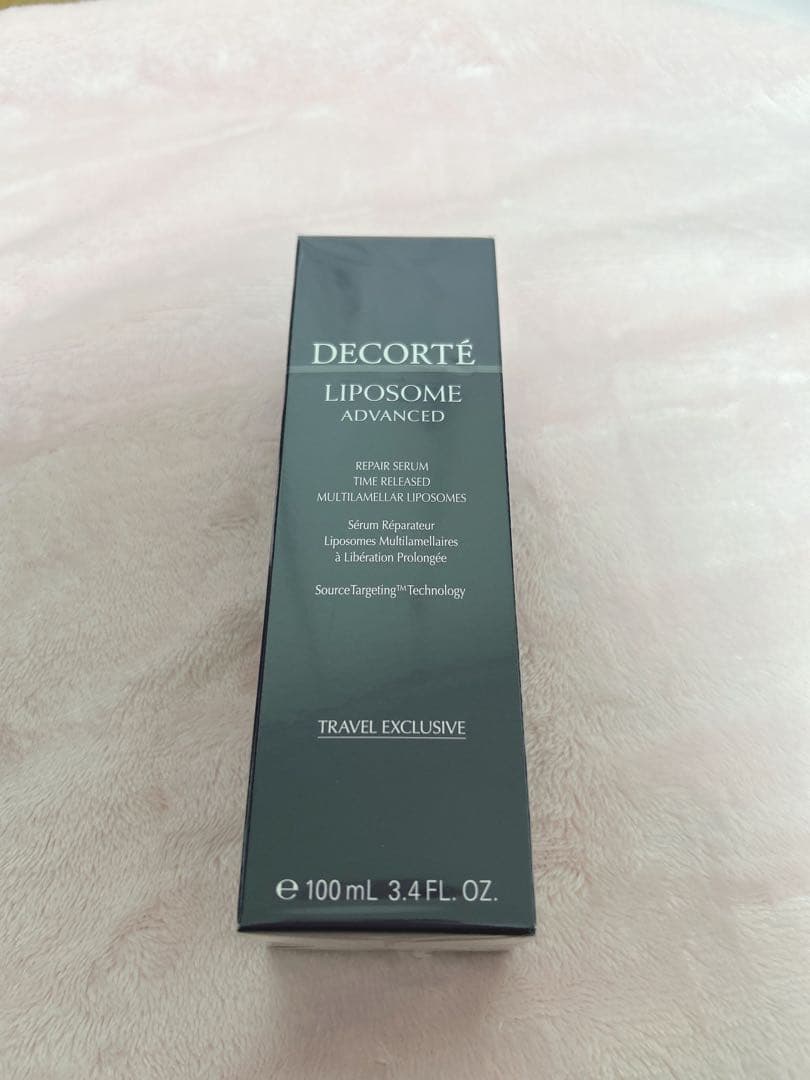 DECORTÉ
LIPOSOME
ADVANCED
REPAIR SERUM
TIME RELEASED
MULTILAMELLAR LIPOSOMES
Sérum Réparateur
Liposomes Multilamellaires
à Libération Prolongée
SourceTargeting™Technology
TRAVEL EXCLUSIVE
℮ 100 mL 3.4 FL. OZ.